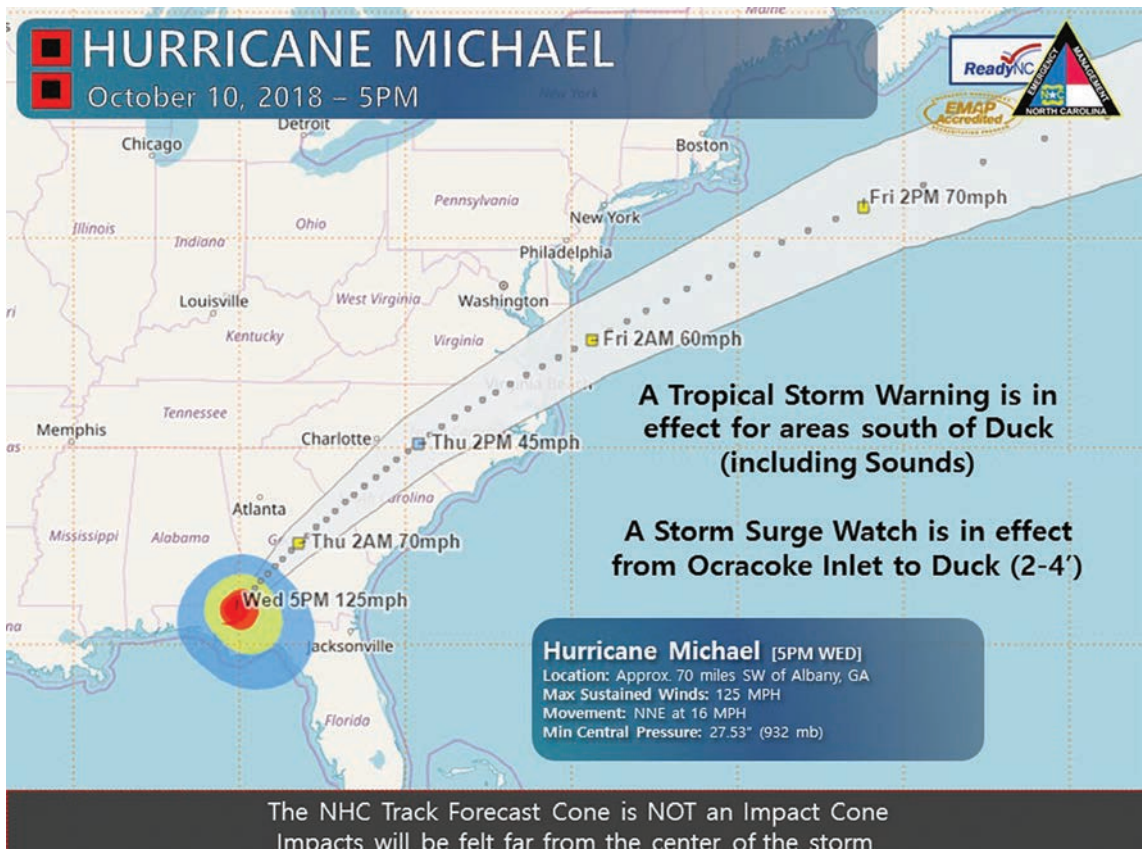 HURRICANE MICHAEL
October 10, 2018 – 5PM
ReadyNC
EMAP
Accredited
EMERGENCY
MANAGEMENT
NORTH CAROLINA
Maine
New York
Detroit
Chicago
Boston
Fri 2PM 70mph
Pennsylvania
New York
Illinois
Indiana
Ohio
Philadelphia
Louisville
West Virginia
Washington
Kentucky
Virginia
Fri 2AM 60mph
Virginia Beach
A Tropical Storm Warning is in
effect for areas south of Duck
(including Sounds)
Tennessee
Memphis
Charlotte
Thu 2PM 45mph
Carolina
Atlanta
Mississippi
Alabama
Thu 2AM 70mph
A Storm Surge Watch is in effect
from Ocracoke Inlet to Duck (2-4')
Wed 5PM 125mph
Jacksonville
Florida
Hurricane Michael [5PM WED]
Location: Approx. 70 miles SW of Albany, GA
Max Sustained Winds: 125 MPH
Movement: NNE at 16 MPH
Min Central Pressure: 27.53" (932 mb)
The NHC Track Forecast Cone is NOT an Impact Cone
Impacts will be felt far from the center of the storm